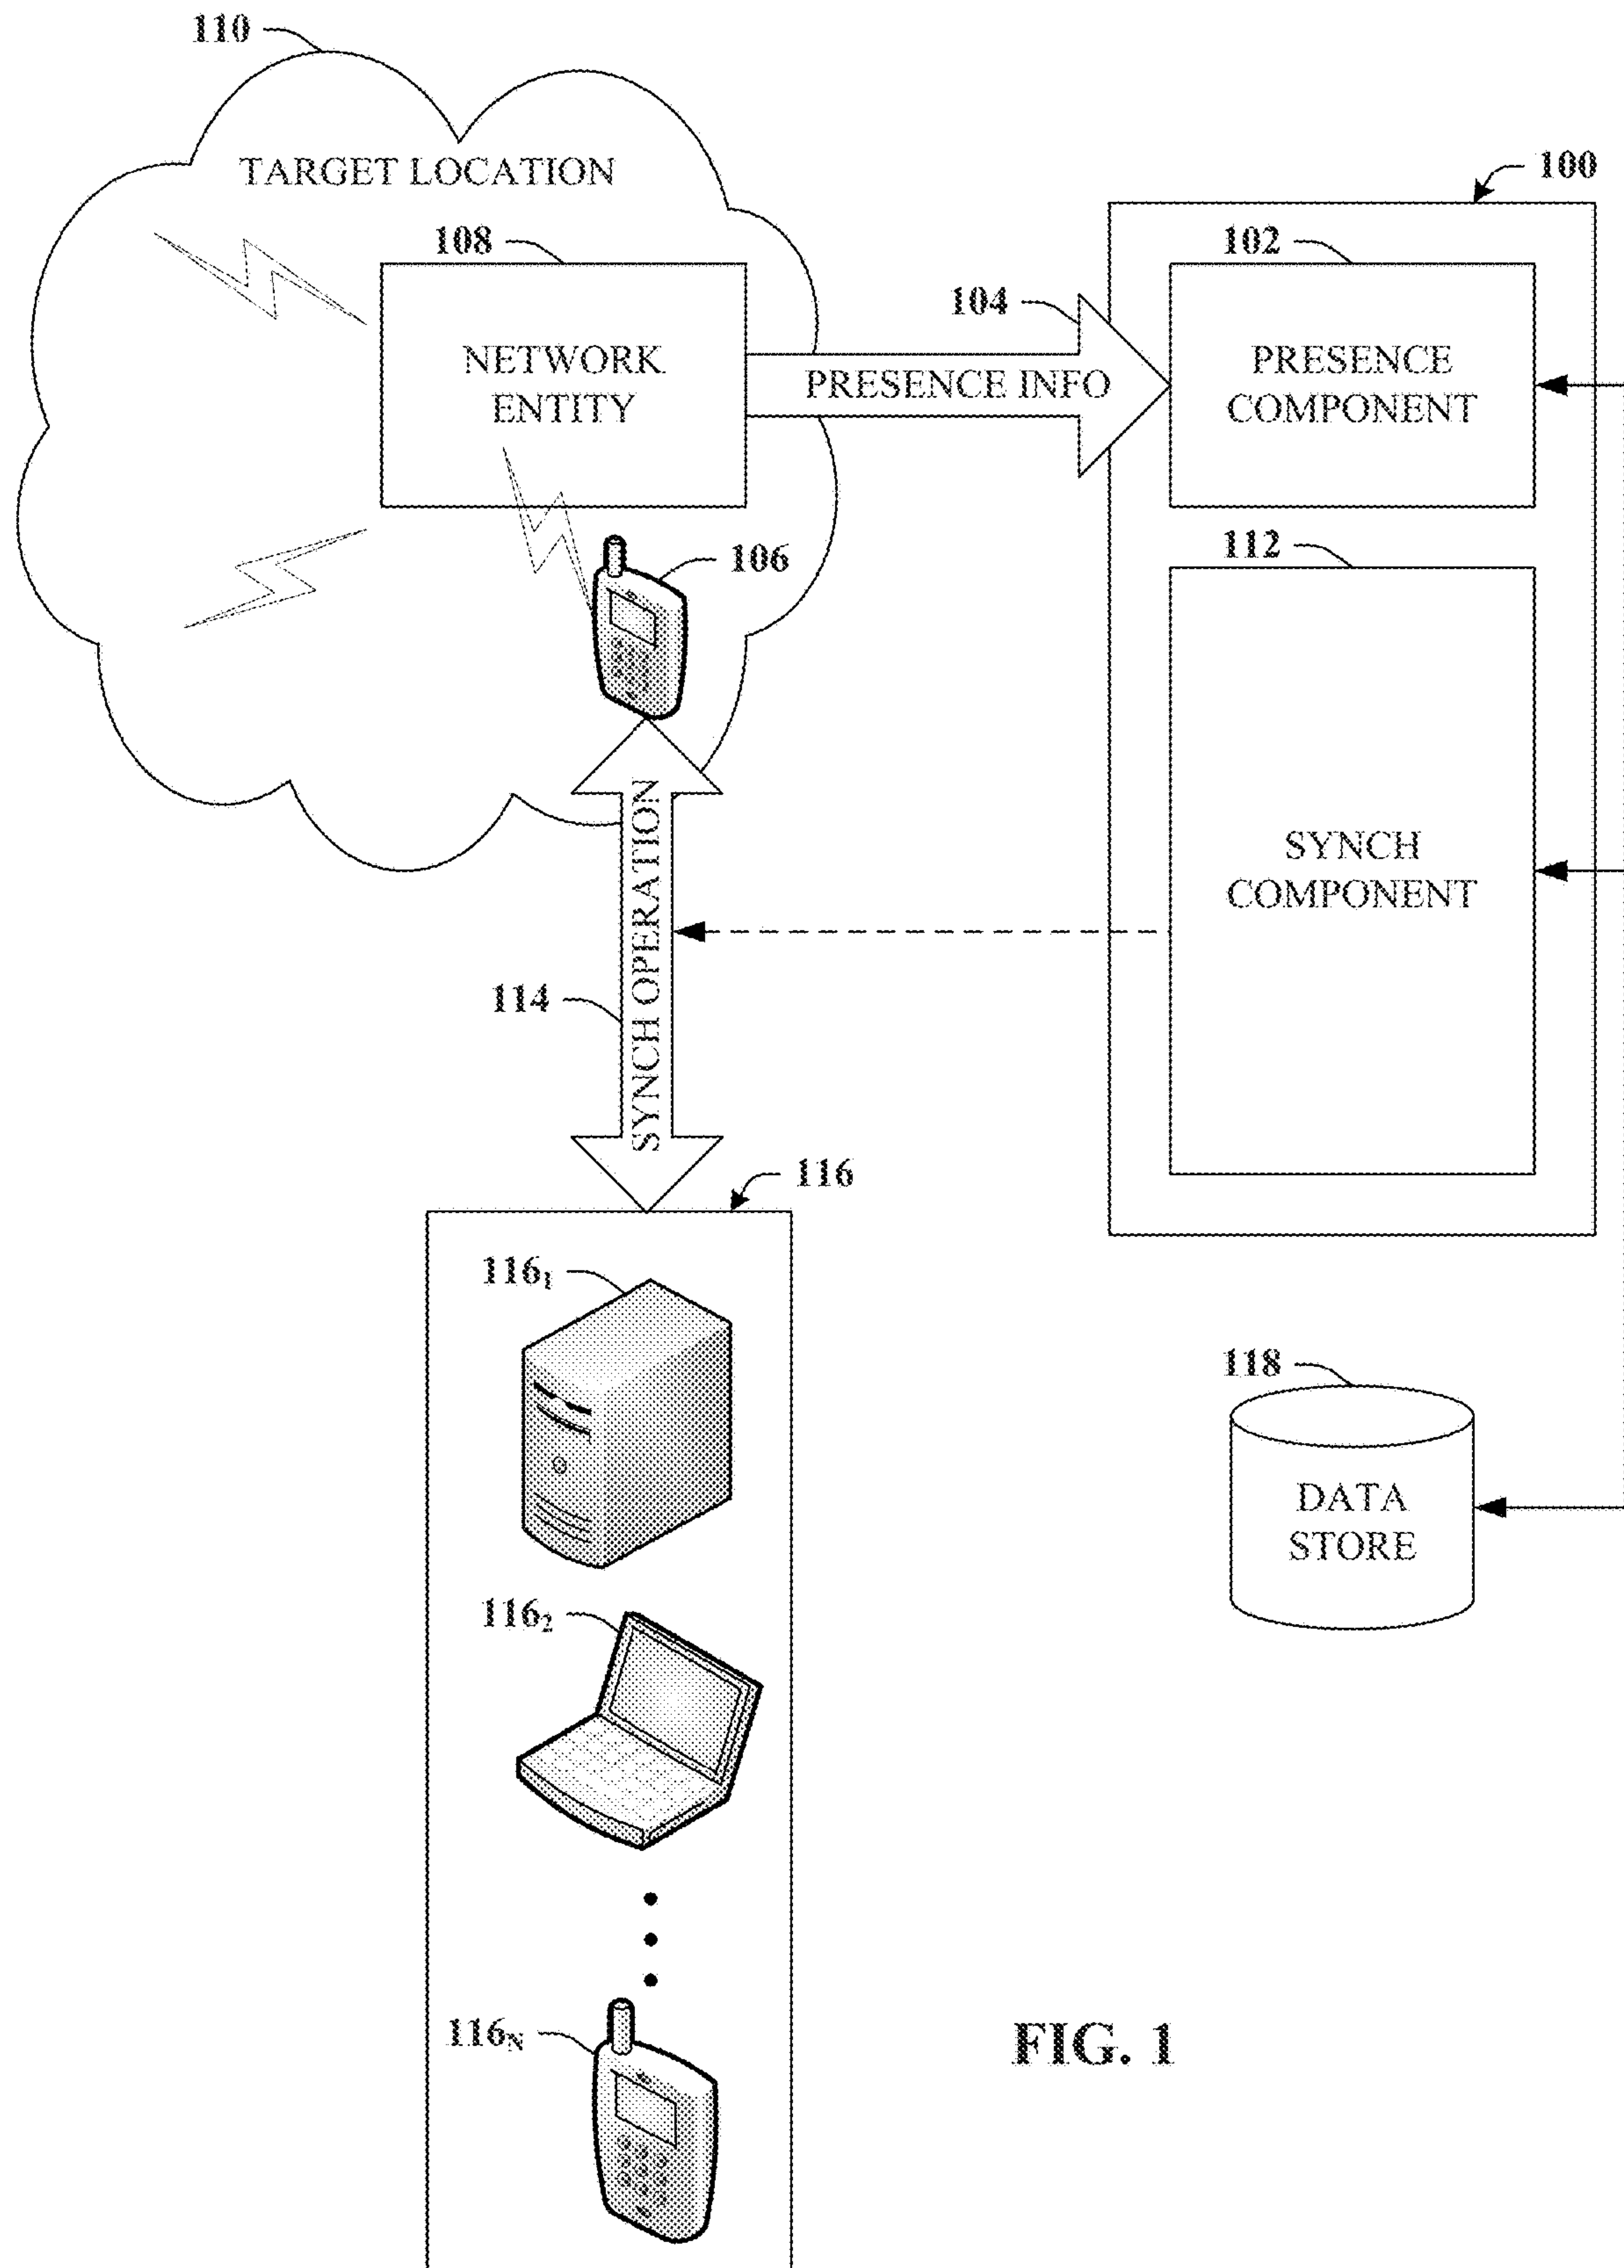 110
TARGET LOCATION
100
108
102
104
NETWORK
ENTITY
PRESENCE INFO
PRESENCE
COMPONENT
106
112
SYNCH
COMPONENT
SYNCH OPERATION
114
116
116₁
118
DATA
STORE
116₂
116N
FIG. 1